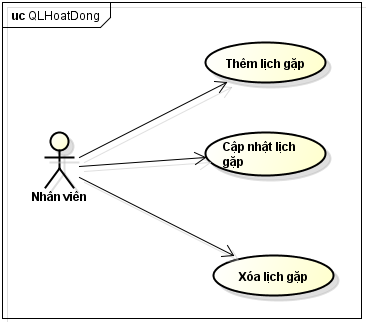 uc QLHoatDong
Thêm lịch gặp
Cập nhật lịch
gặp
Nhân viên
Xóa lịch gặp